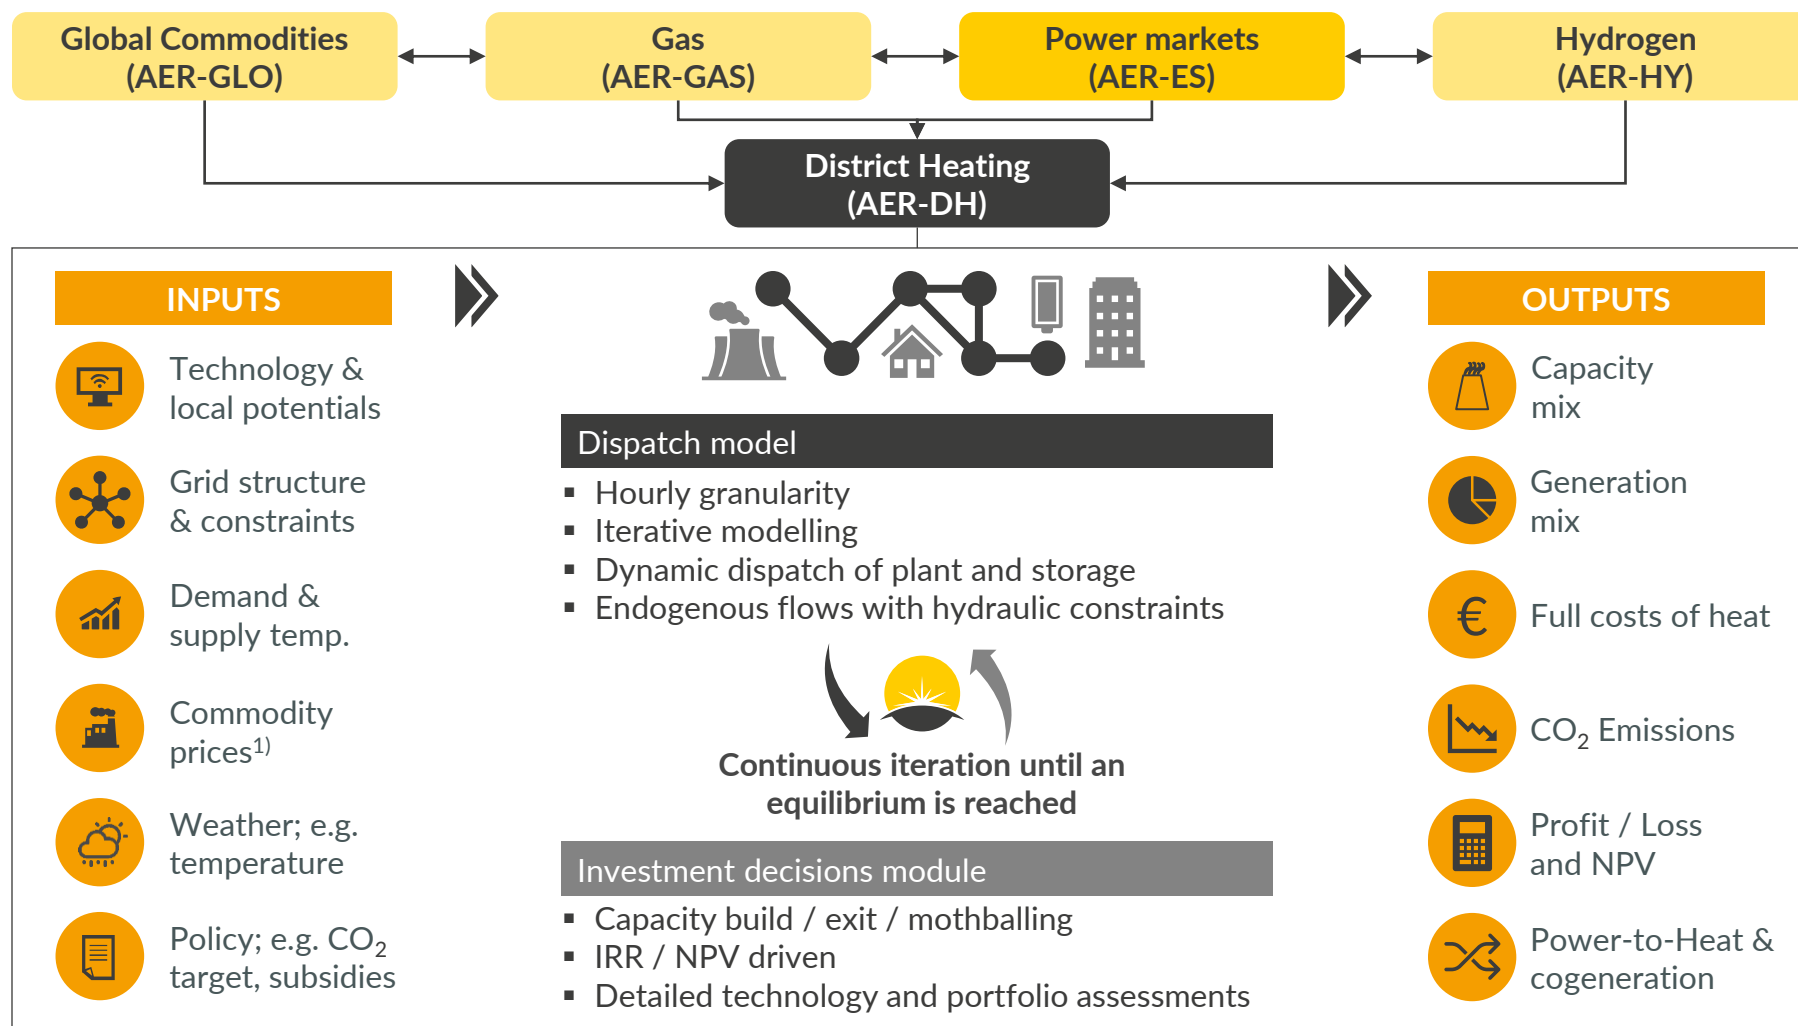 Global Commodities
(AER-GLO)
Gas
(AER-GAS)
Power markets
(AER-ES)
Hydrogen
(AER-HY)
District Heating
(AER-DH)
INPUTS
Technology &
local potentials
Grid structure
& constraints
Demand &
supply temp.
Commodity
prices¹⁾
Weather; e.g.
temperature
Policy; e.g. CO₂
target, subsidies
Dispatch model
▪ Hourly granularity
▪ Iterative modelling
▪ Dynamic dispatch of plant and storage
▪ Endogenous flows with hydraulic constraints
Continuous iteration until an
equilibrium is reached
Investment decisions module
▪ Capacity build / exit / mothballing
▪ IRR / NPV driven
▪ Detailed technology and portfolio assessments
OUTPUTS
Capacity
mix
Generation
mix
€
Full costs of heat
CO₂ Emissions
Profit / Loss
and NPV
Power-to-Heat &
cogeneration